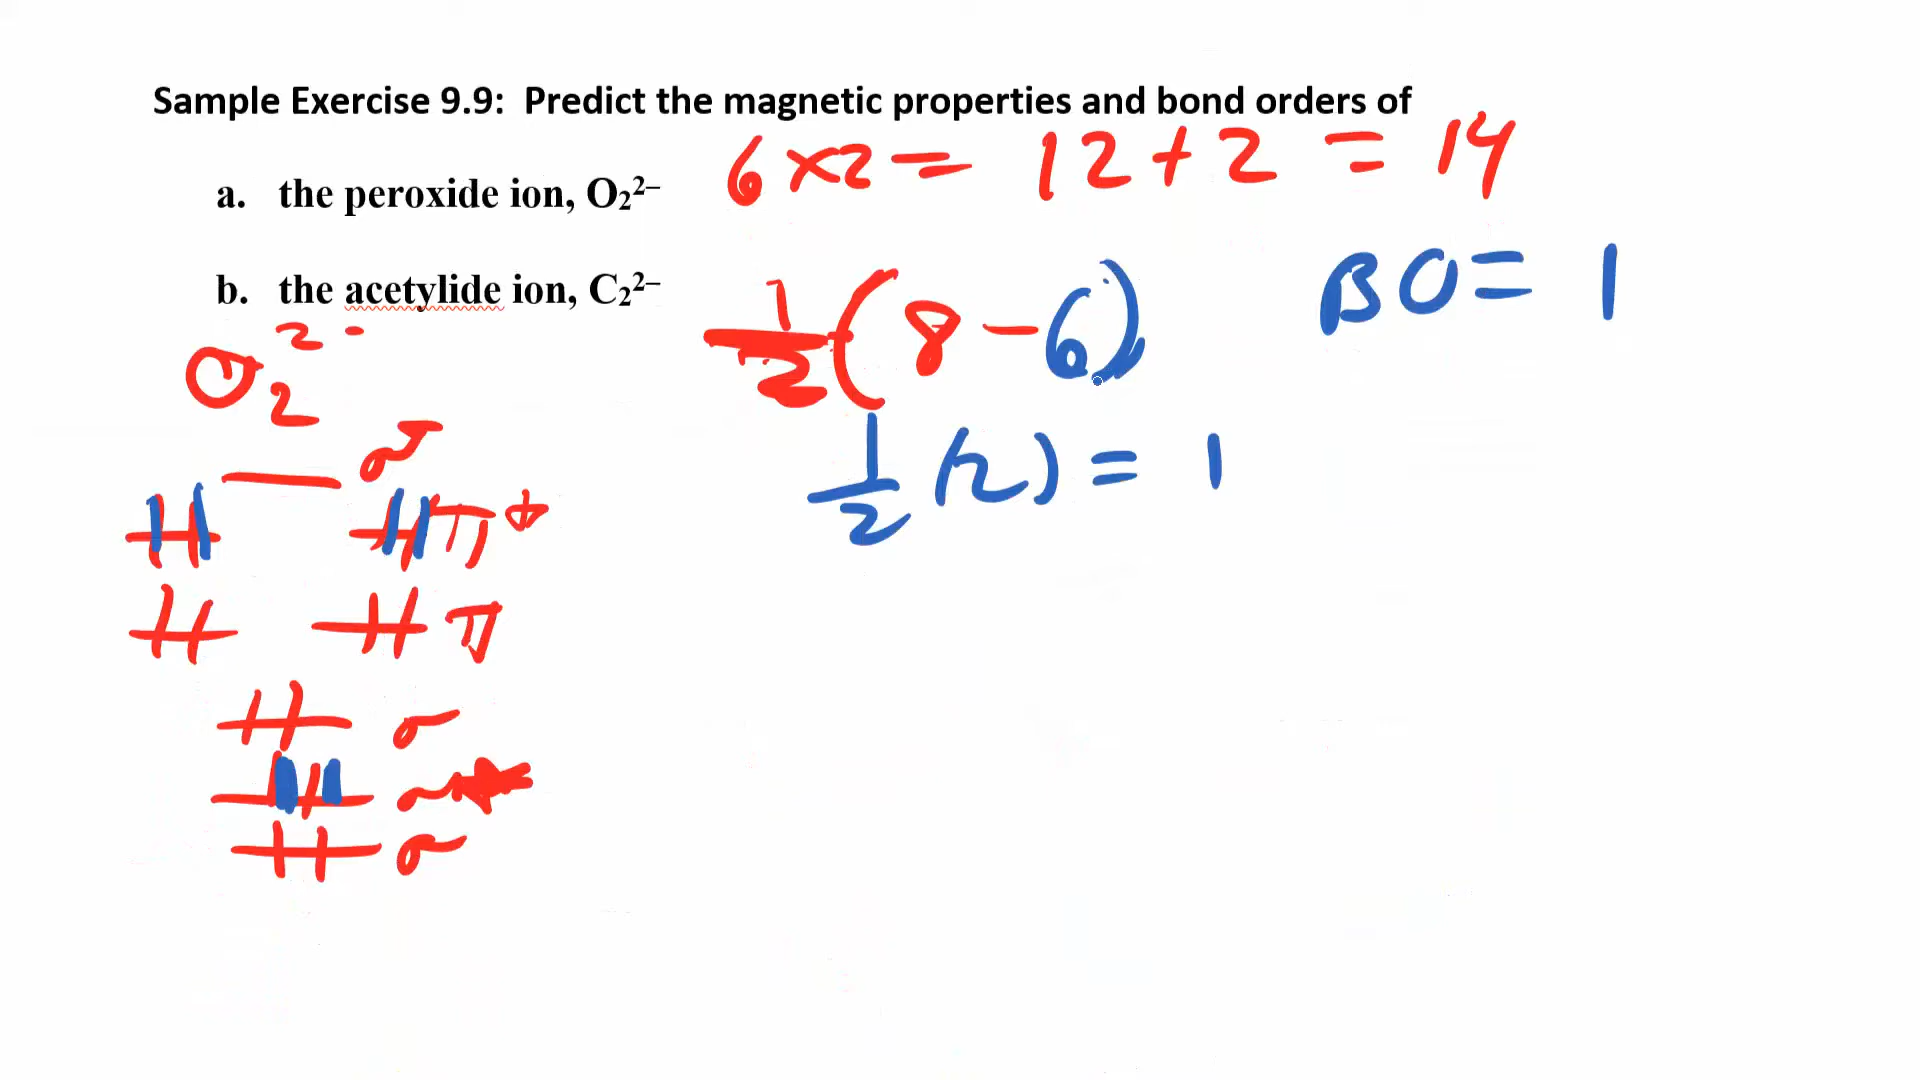 Sample Exercise 9.9: Predict the magnetic properties and bond orders of
6 x 2 = 12 + 2 = 14
a. the peroxide ion, O₂²⁻
b. the acetylide ion, C₂²⁻
BO = 1
1/2 (8 - 6)
O₂²⁻
1/2 (2) = 1
σ
π*
π
σ
σ*
σ